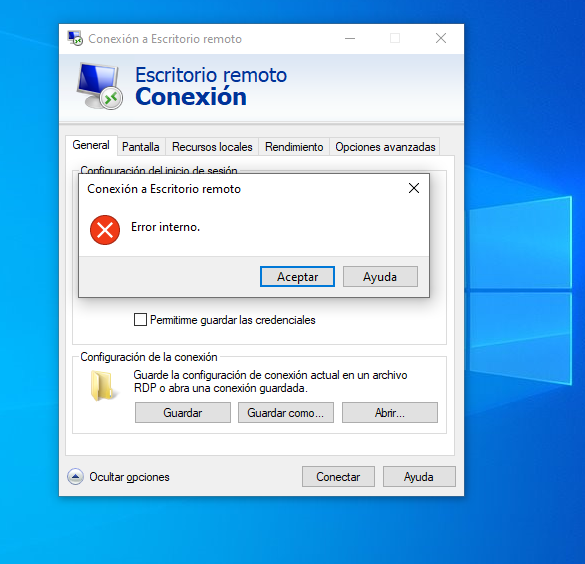 Conexión a Escritorio remoto
Escritorio remoto
Conexión
General Pantalla Recursos locales Rendimiento Opciones avanzadas
Configuración del inicio de sesión
Conexión a Escritorio remoto
Error interno.
Aceptar Ayuda
Permitirme guardar las credenciales
Configuración de la conexión
Guarde la configuración de conexión actual en un archivo
RDP o abra una conexión guardada.
Guardar Guardar como... Abrir...
Ocultar opciones Conectar Ayuda